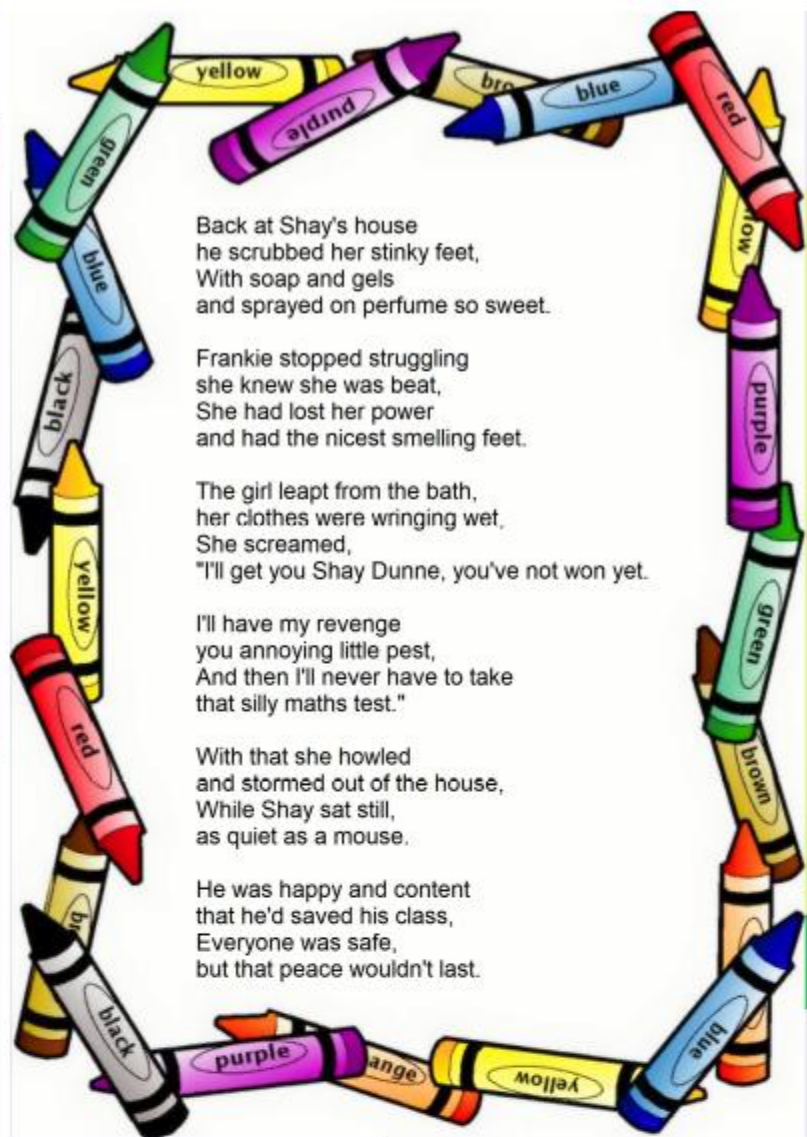 yellow
purple
bro
blue
red
green
low
blue
purple
black
Back at Shay's house
he scrubbed her stinky feet,
With soap and gels
and sprayed on perfume so sweet.
Frankie stopped struggling
she knew she was beat,
She had lost her power
and had the nicest smelling feet.
The girl leapt from the bath,
her clothes were wringing wet,
She screamed,
"I'll get you Shay Dunne, you've not won yet.
I'll have my revenge
you annoying little pest,
And then I'll never have to take
that silly maths test."
With that she howled
and stormed out of the house,
While Shay sat still,
as quiet as a mouse.
He was happy and content
that he'd saved his class,
Everyone was safe,
but that peace wouldn't last.
yellow
green
red
brown
br
black
purple
ange
yellow
blue